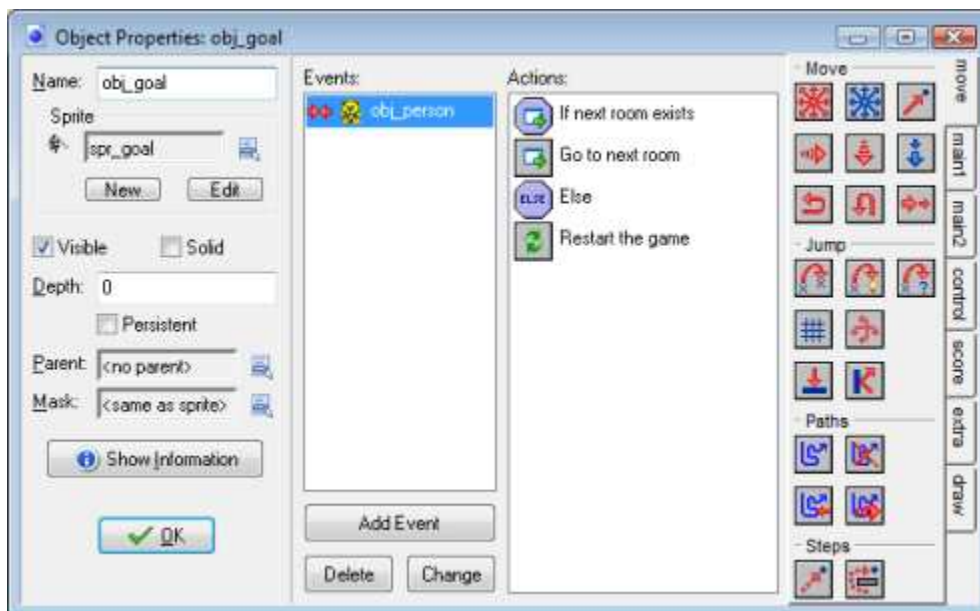 Object Properties: obj_goal
Name: obj_goal
Sprite
spr_goal
New
Edit
Visible
Solid
Depth: 0
Persistent
Parent: <no parent>
Mask: <same as sprite>
Show Information
OK
Events:
obj_person
Add Event
Delete
Change
Actions:
If next room exists
Go to next room
ELSE Else
Restart the game
Move
Jump
Paths
Steps
move
main1
main2
control
score
extra
draw